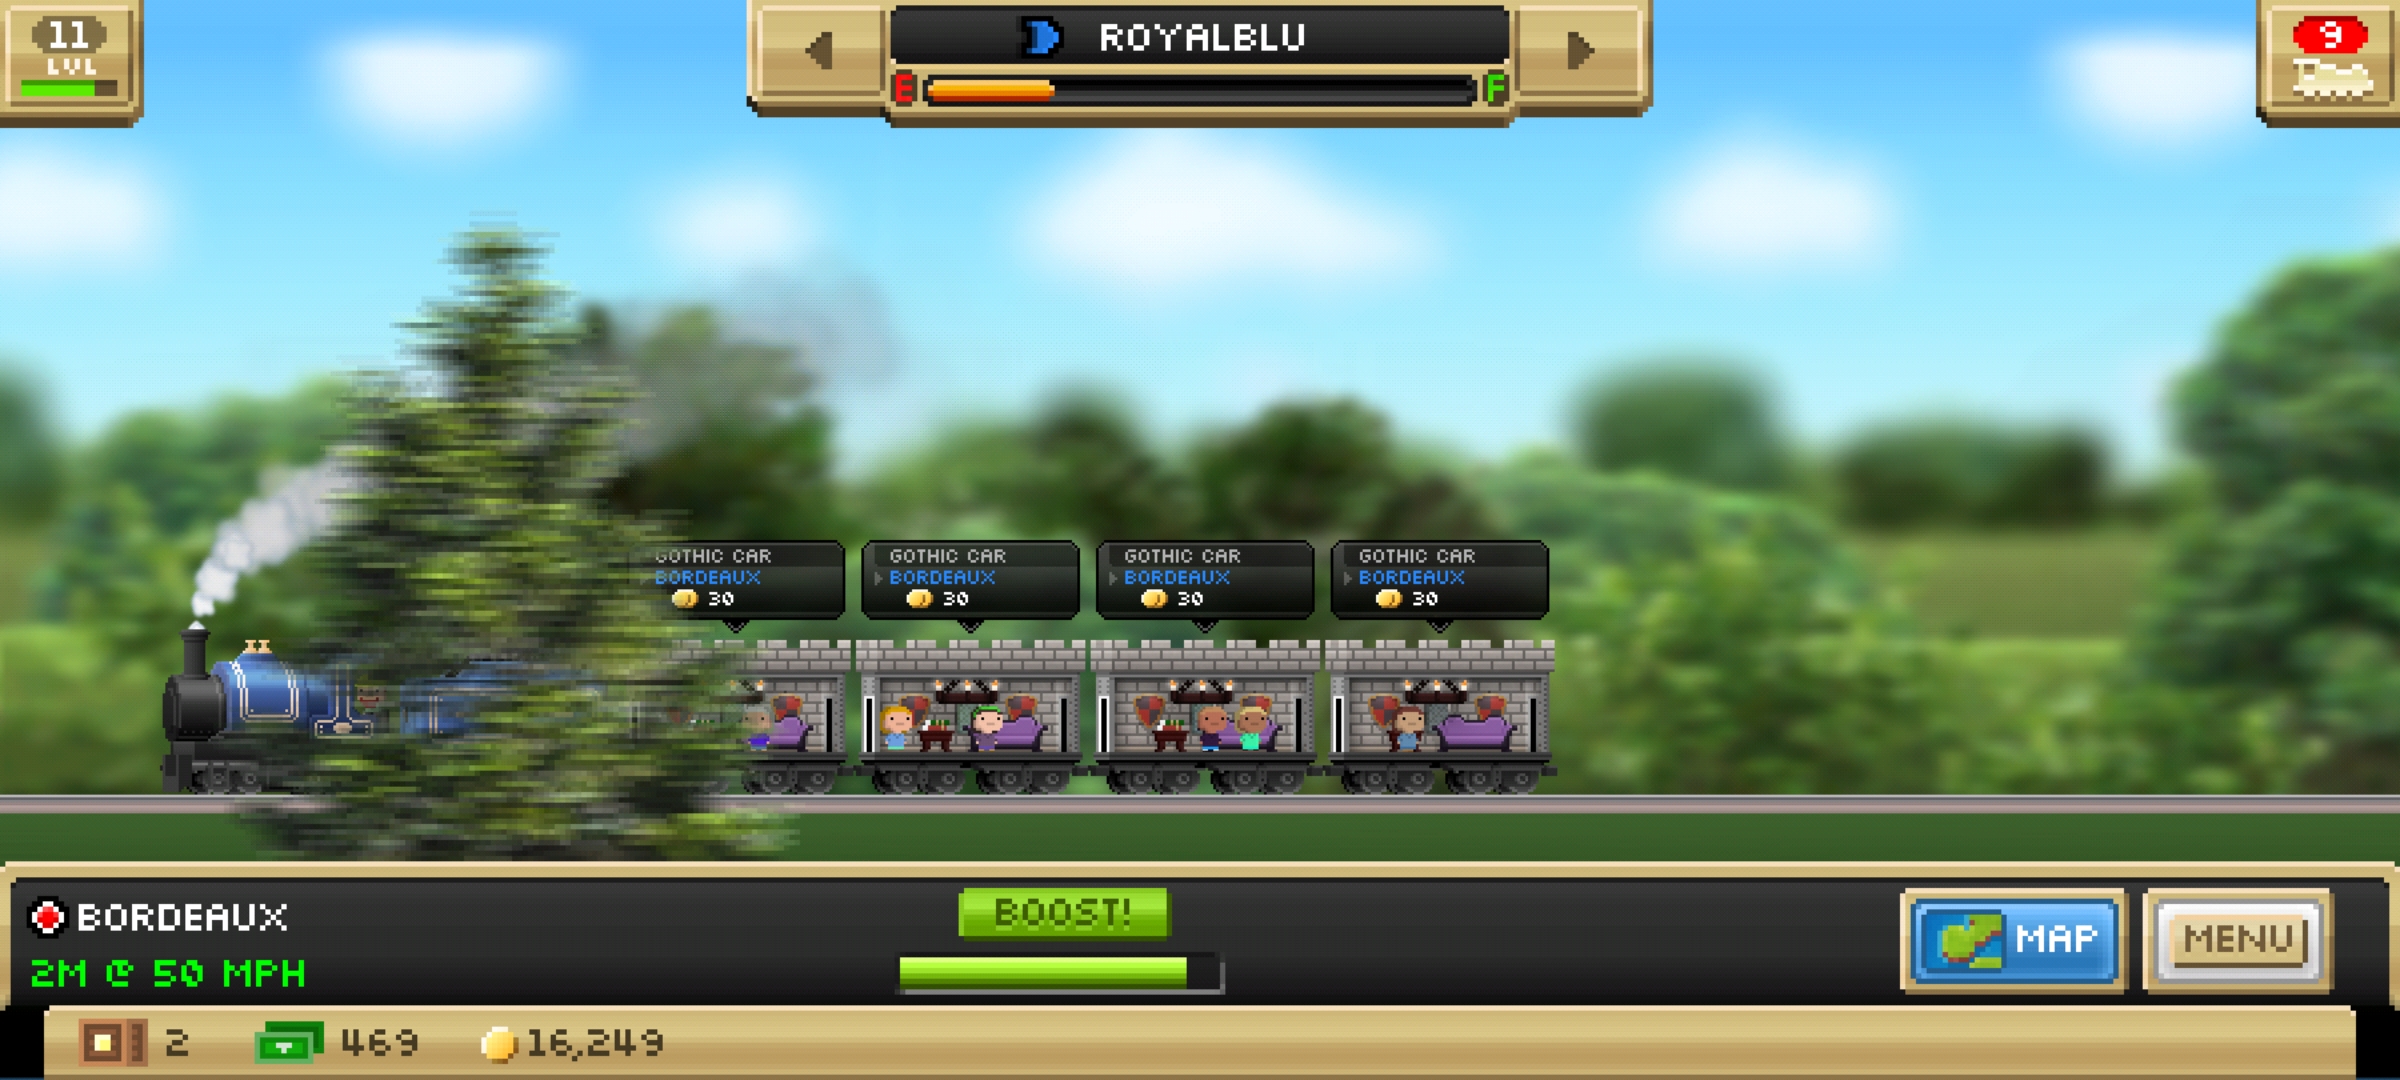 11
LVL
ROYALBLU
E
F
9
GOTHIC CAR
BORDEAUX
30
GOTHIC CAR
BORDEAUX
30
GOTHIC CAR
BORDEAUX
30
GOTHIC CAR
BORDEAUX
30
BORDEAUX
2M @ 50 MPH
BOOST!
MAP
MENU
2
469
16,249